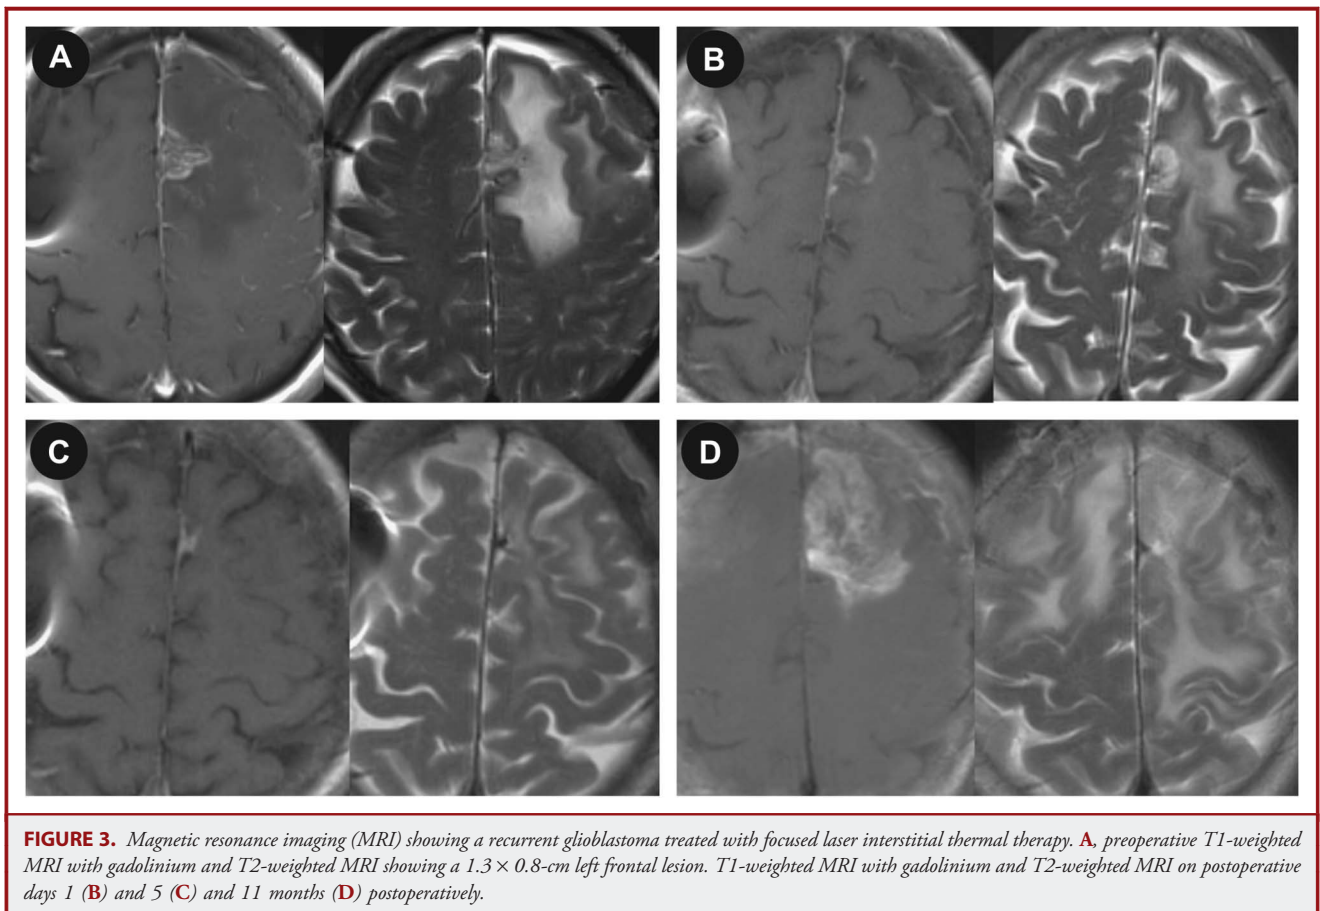 A
B
C
D
FIGURE 3. Magnetic resonance imaging (MRI) showing a recurrent glioblastoma treated with focused laser interstitial thermal therapy. A, preoperative T1-weighted
MRI with gadolinium and T2-weighted MRI showing a 1.3 × 0.8-cm left frontal lesion. T1-weighted MRI with gadolinium and T2-weighted MRI on postoperative
days 1 (B) and 5 (C) and 11 months (D) postoperatively.